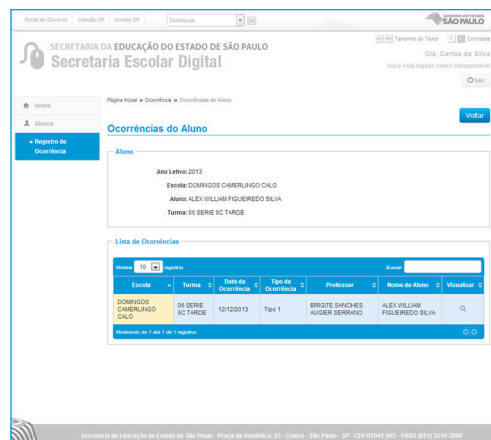 Portal do Governo Cidadão SP Investe SP Destaques: OK GOVERNO DO ESTADO
SÃO PAULO
A- A+ Tamanho do Texto Contraste
SECRETARIA DA EDUCAÇÃO DO ESTADO DE SÃO PAULO
Secretaria Escolar Digital
Olá, Carlos da Silva
Você esta logado como: Responsável
Sair
Home
Alunos
Registro de
Ocorrência
Página Inicial » Ocorrência » Ocorrências do Aluno
Voltar
Ocorrências do Aluno
Aluno
Ano Letivo: 2013
Escola: DOMINGOS CAMERLINGO CALO
Aluno: ALEX WILLIAM FIGUEIREDO SILVA
Turma: 06 SERIE 6C TARDE
Lista de Ocorrências
Mostrar 10 registros Buscar:
Escola Turma Data da Ocorrência Tipo da Ocorrência Professor Nome do Aluno Visualizar
DOMINGOS CAMERLINGO CALO 06 SERIE 6C TARDE 12/12/2013 Tipo 1 BRIGITE SANCHES AUGIER SERRANO ALEX WILLIAM FIGUEIREDO SILVA
Mostrando de 1 até 1 de 1 registros
Secretaria da Educação do Estado de São Paulo - Praça da República, 53 - Centro - São Paulo - SP - CEP 01045-903 - PABX (011) 3218-2000